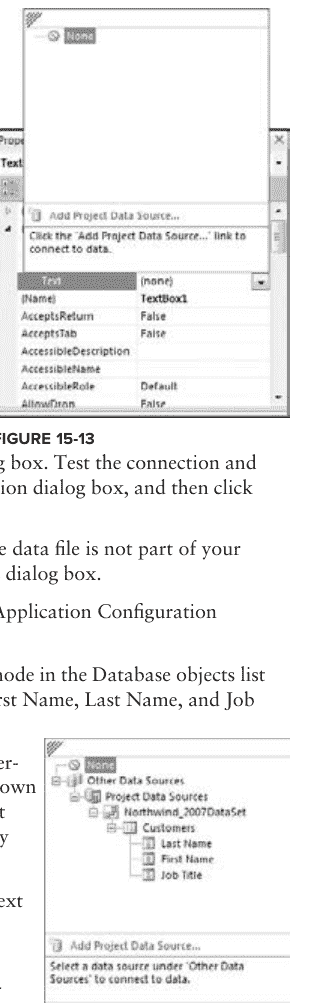 None
Prope
Text
Add Project Data Source...
Click the 'Add Project Data Source...' link to
connect to data.
Text (none)
(Name) TextBox1
AcceptsReturn False
AcceptsTab False
AccessibleDescription
AccessibleName
AccessibleRole Default
AllowDrop False
FIGURE 15-13
g box. Test the connection and
ion dialog box, and then click
e data file is not part of your
dialog box.
Application Configuration
node in the Database objects list
rst Name, Last Name, and Job
er-
own
t
y
ext
.
None
Other Data Sources
Project Data Sources
Northwind_2007DataSet
Customers
Last Name
First Name
Job Title
Add Project Data Source...
Select a data source under 'Other Data
Sources' to connect to data.